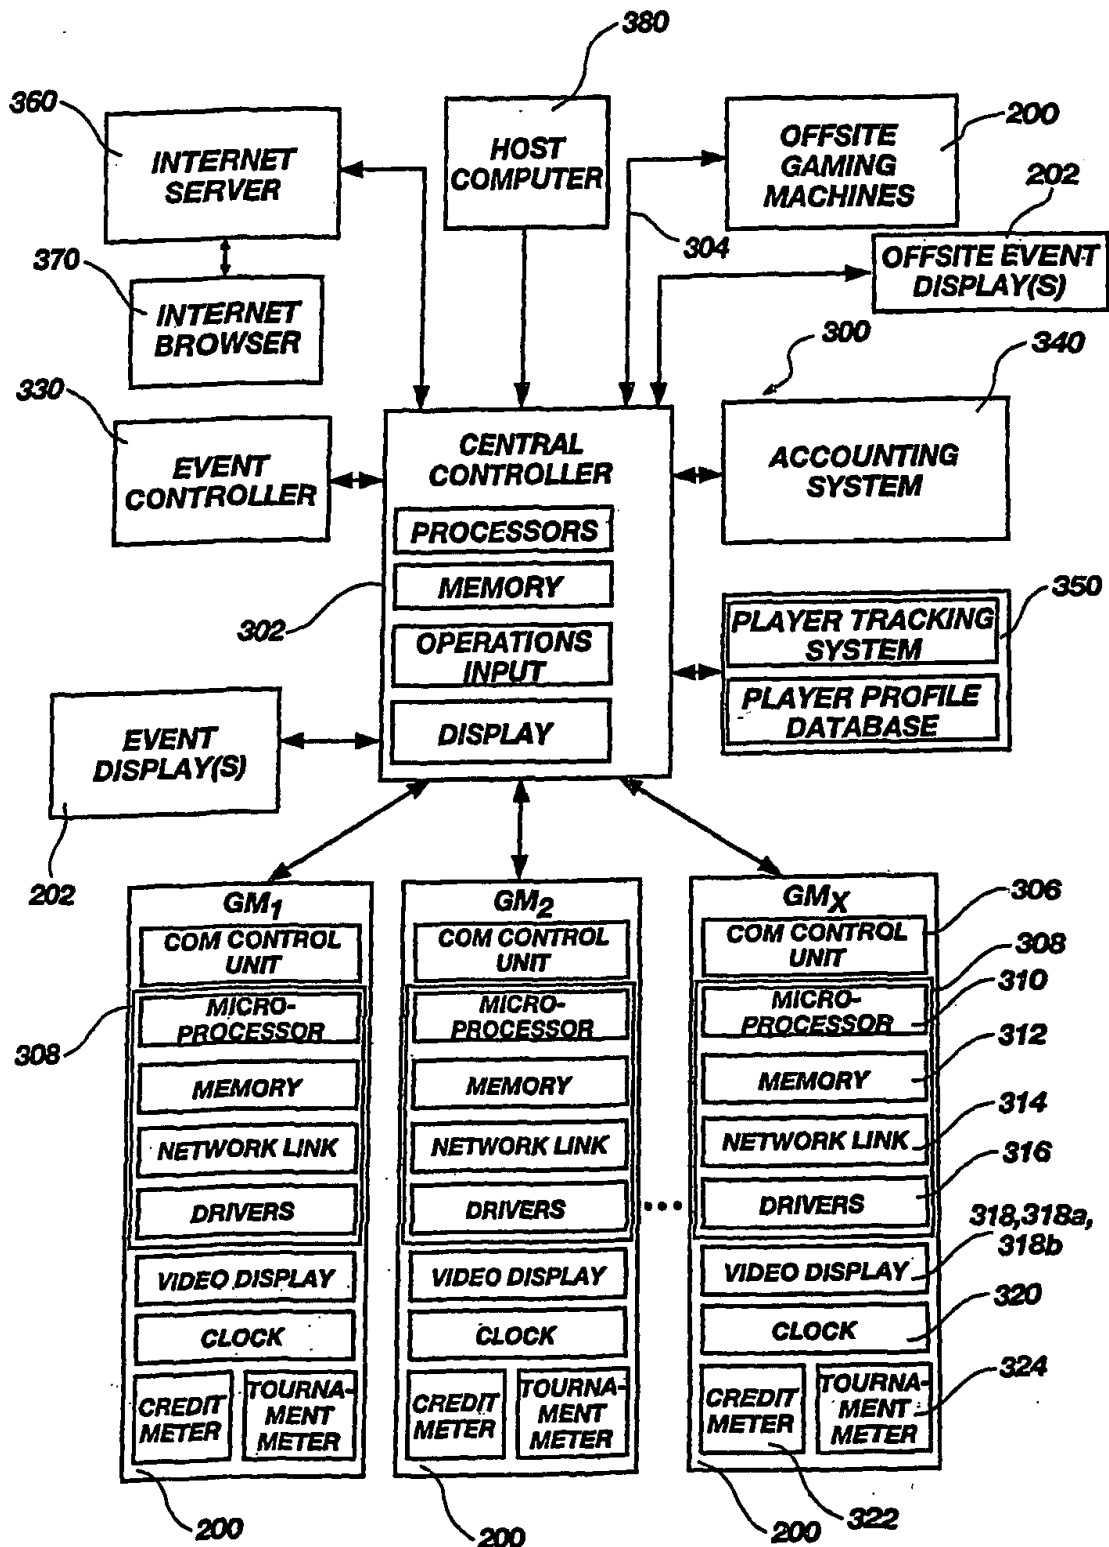 380
360
INTERNET
SERVER
HOST
COMPUTER
OFFSITE
GAMING
MACHINES
200
202
304
OFFSITE EVENT
DISPLAY(S)
370
INTERNET
BROWSER
300
340
330
EVENT
CONTROLLER
CENTRAL
CONTROLLER
PROCESSORS
MEMORY
OPERATIONS
INPUT
DISPLAY
302
ACCOUNTING
SYSTEM
350
PLAYER TRACKING
SYSTEM
PLAYER PROFILE
DATABASE
EVENT
DISPLAY(S)
202
GM1
COM CONTROL
UNIT
308
MICRO-
PROCESSOR
MEMORY
NETWORK LINK
DRIVERS
VIDEO DISPLAY
CLOCK
CREDIT
METER
TOURNA-
MENT
METER
200
GM2
COM CONTROL
UNIT
MICRO-
PROCESSOR
MEMORY
NETWORK LINK
DRIVERS
VIDEO DISPLAY
CLOCK
CREDIT
METER
TOURNA-
MENT
METER
200
...
GMX
COM CONTROL
UNIT
MICRO-
PROCESSOR
MEMORY
NETWORK LINK
DRIVERS
VIDEO DISPLAY
CLOCK
CREDIT
METER
TOURNA-
MENT
METER
200
306
308
310
312
314
316
318,318a,
318b
320
324
322